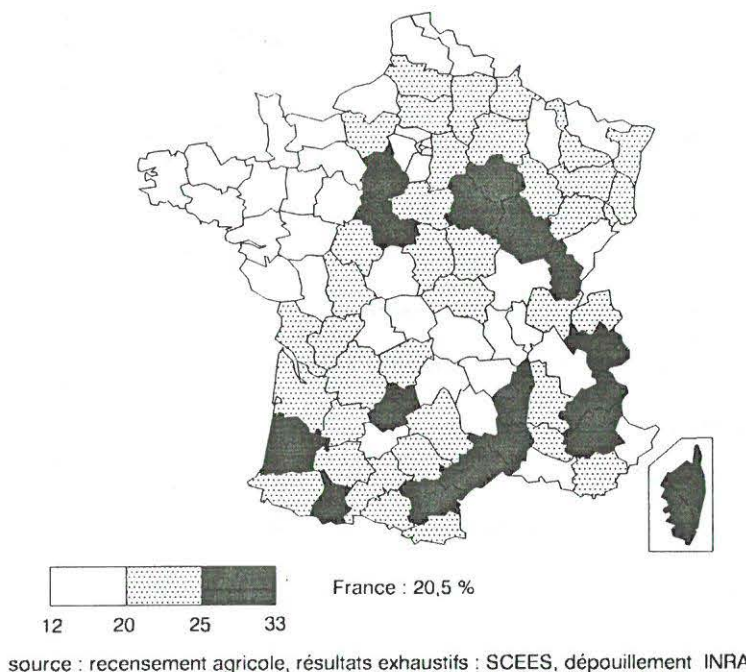 France : 20,5 %
12 20 25 33
source : recensement agricole, résultats exhaustifs : SCEES, dépouillement INRA